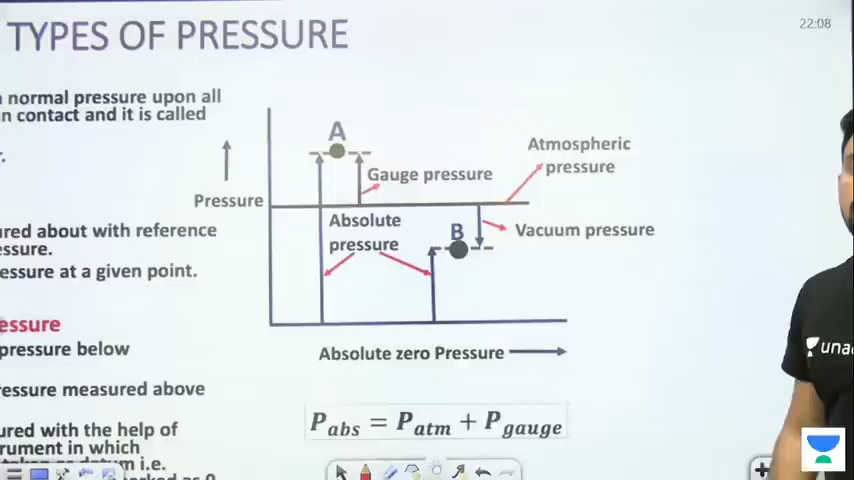 TYPES OF PRESSURE
22:08
normal pressure upon all
n contact and it is called
r.
ured about with reference
essure.
essure at a given point.
essure
pressure below
essure measured above
ured with the help of
rument in which
m i.e.
A
Gauge pressure
Atmospheric
pressure
Pressure
Absolute
pressure
B
Vacuum pressure
Absolute zero Pressure
P_abs = P_atm + P_gauge
una